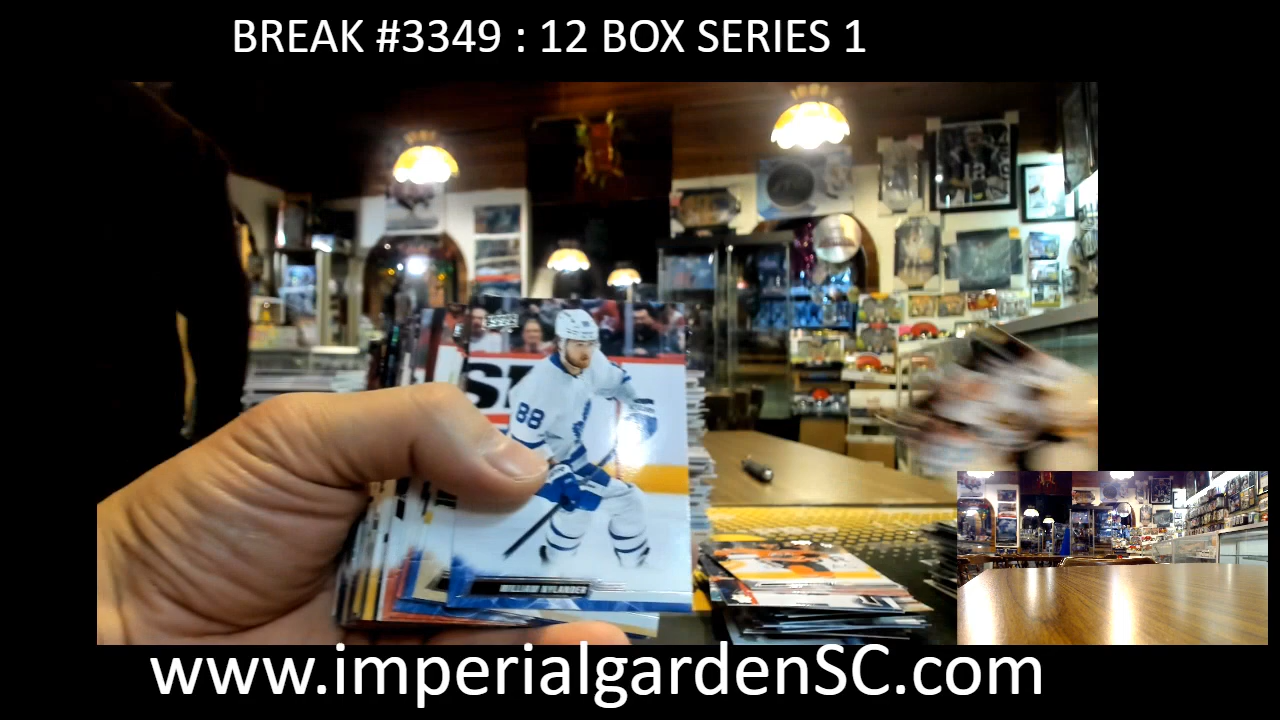 BREAK #3349 : 12 BOX SERIES 1
88
WILLIAM NYLANDER
www.imperialgardenSC.com